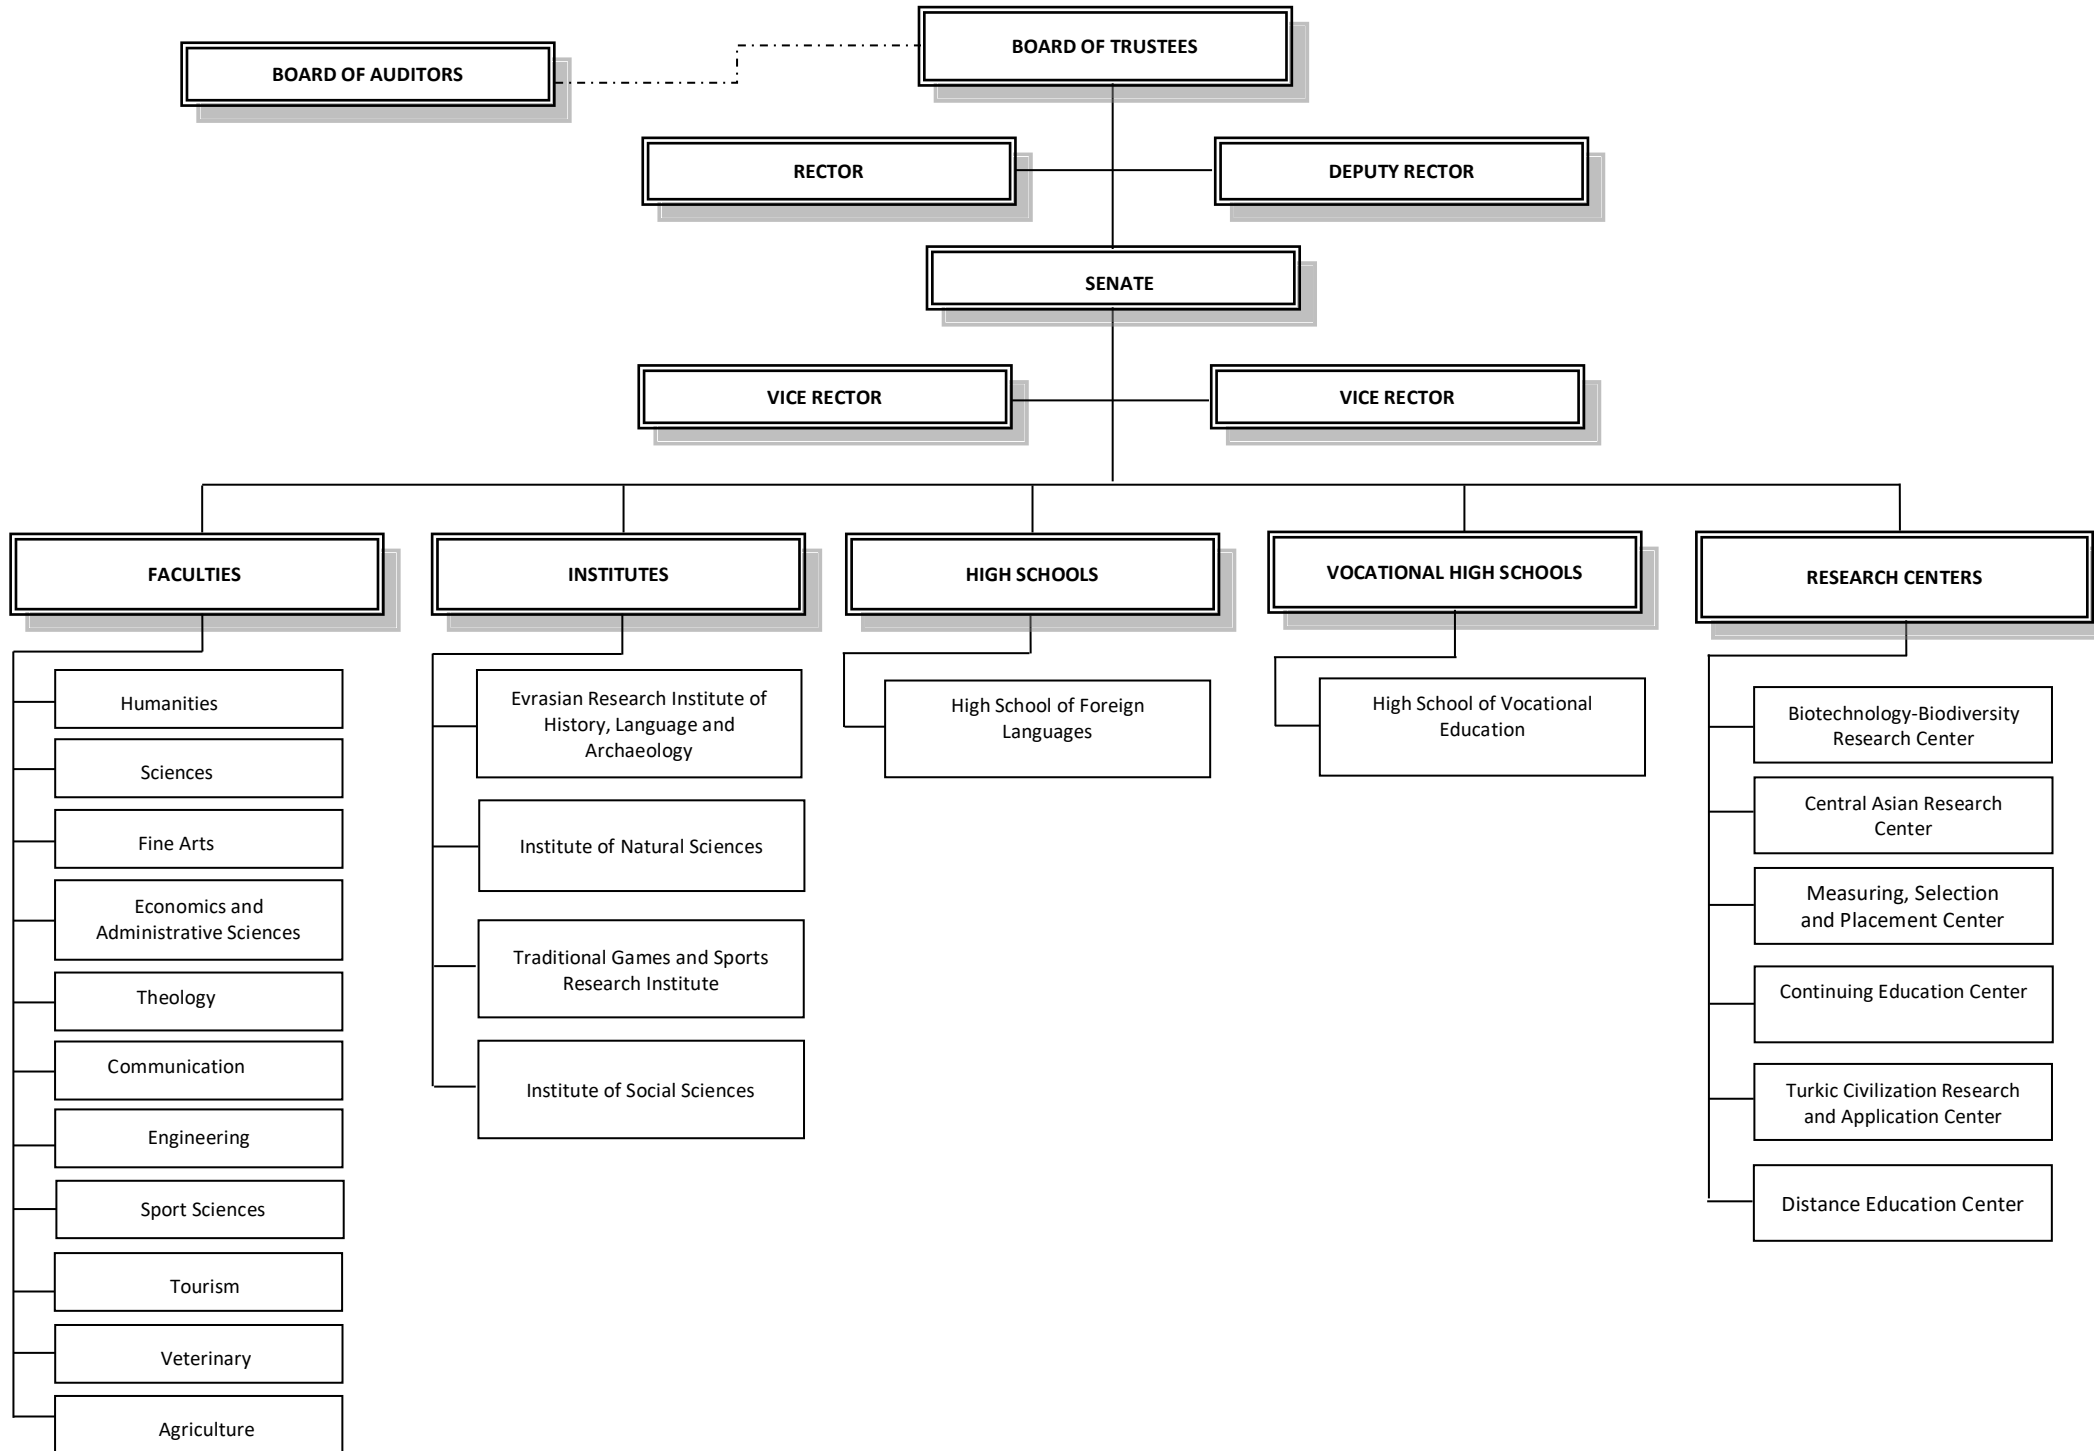 BOARD OF TRUSTEES
BOARD OF AUDITORS
RECTOR
DEPUTY RECTOR
SENATE
VICE RECTOR
VICE RECTOR
FACULTIES
INSTITUTES
HIGH SCHOOLS
VOCATIONAL HIGH SCHOOLS
RESEARCH CENTERS
Humanities
Sciences
Fine Arts
Economics and
Administrative Sciences
Theology
Communication
Engineering
Sport Sciences
Tourism
Veterinary
Agriculture
Evrasian Research Institute of
History, Language and
Archaeology
Institute of Natural Sciences
Traditional Games and Sports
Research Institute
Institute of Social Sciences
High School of Foreign
Languages
High School of Vocational
Education
Biotechnology-Biodiversity
Research Center
Central Asian Research
Center
Measuring, Selection
and Placement Center
Continuing Education Center
Turkic Civilization Research
and Application Center
Distance Education Center